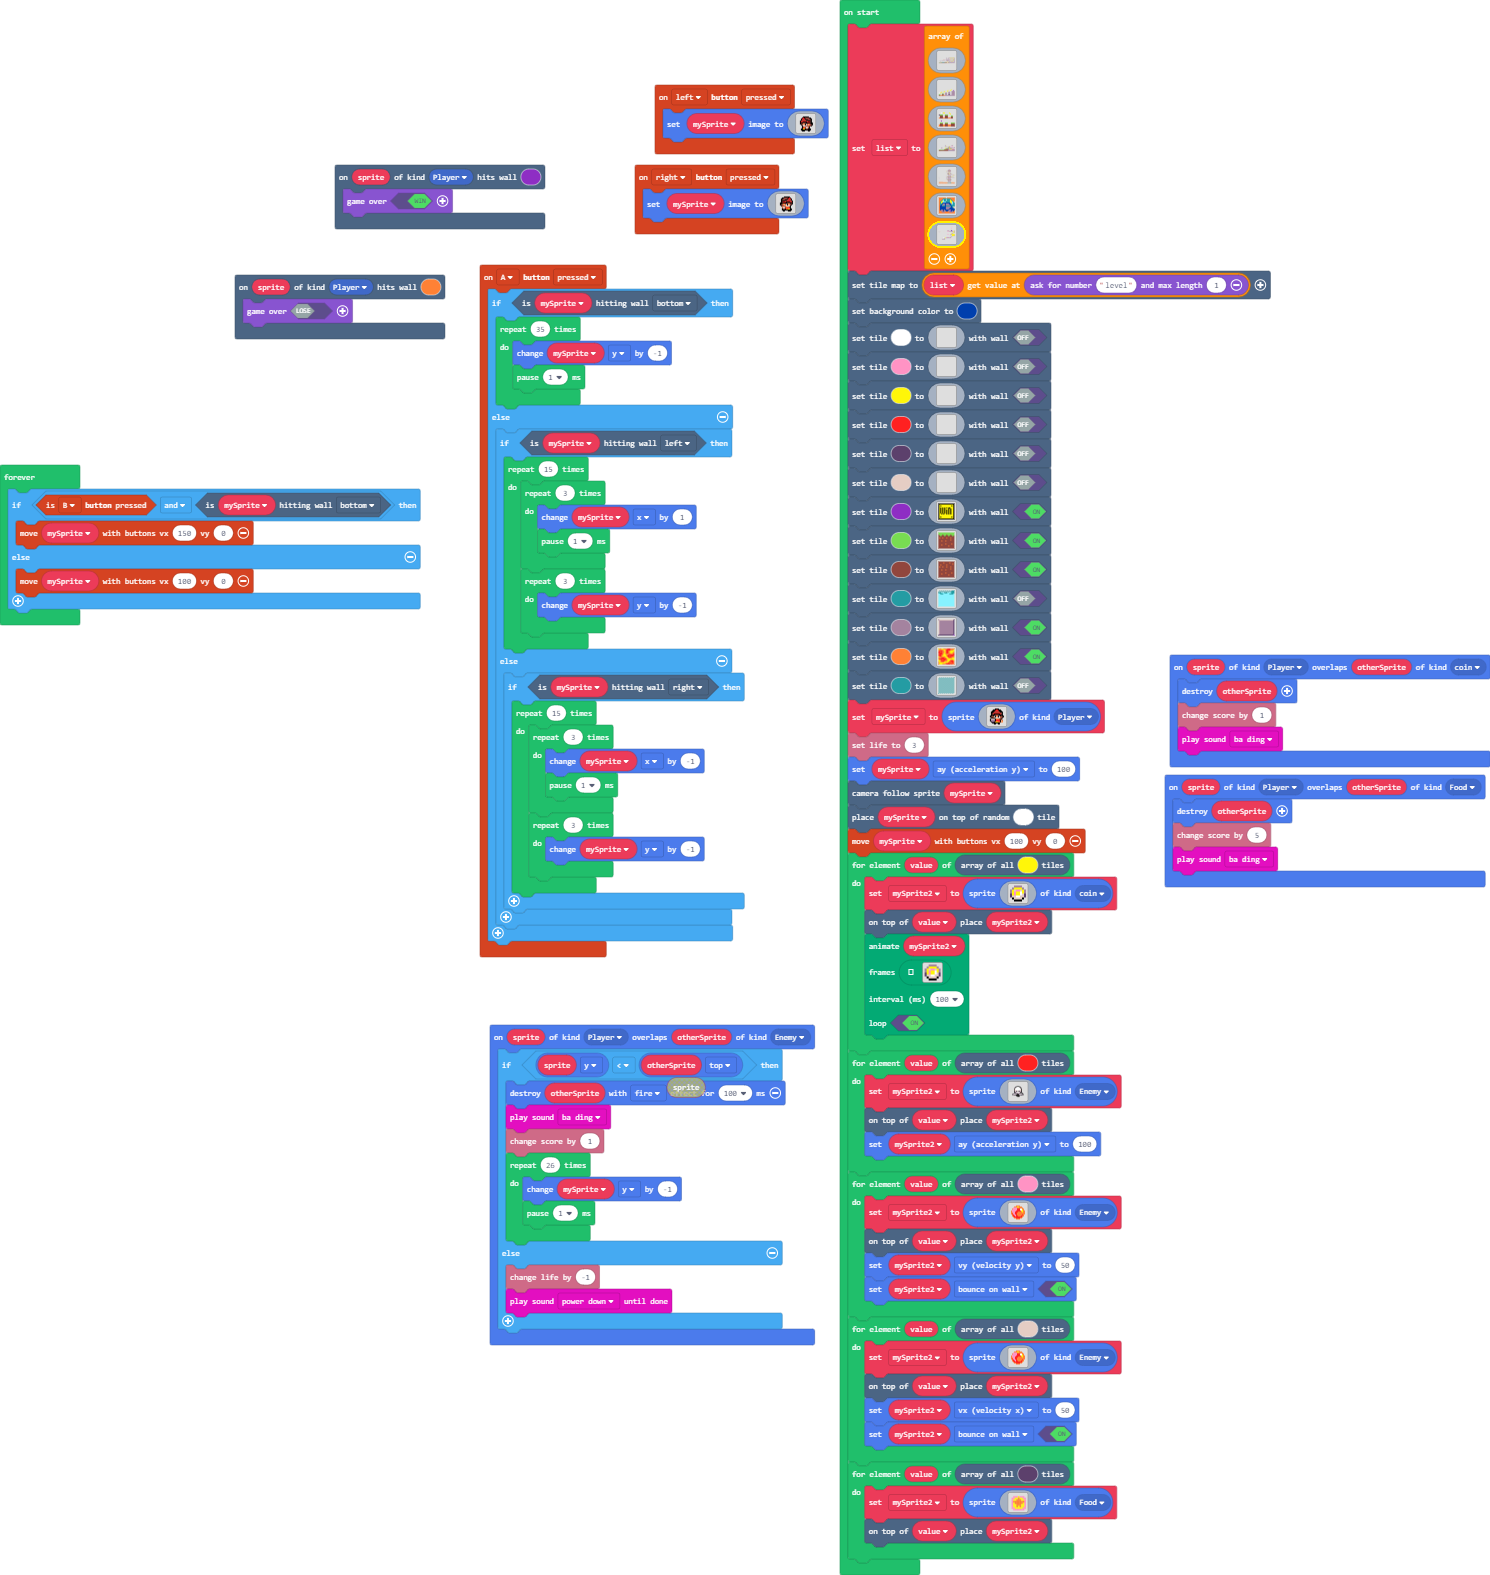 on start
array of
set list to
set tile map to list get value at ask for number "level" and max length 1
set background color to
set tile to with wall OFF
set tile to with wall OFF
set tile to with wall OFF
set tile to with wall OFF
set tile to with wall OFF
set tile to with wall OFF
set tile to with wall ON
set tile to with wall ON
set tile to with wall ON
set tile to with wall OFF
set tile to with wall ON
set tile to with wall ON
set tile to with wall OFF
set mySprite to sprite of kind Player
set life to 3
set mySprite ay (acceleration y) to 100
camera follow sprite mySprite
place mySprite on top of random tile
move mySprite with buttons vx 100 vy 0
for element value of array of all tiles
do
set mySprite2 to sprite of kind coin
on top of value place mySprite2
animate mySprite2
frames
interval (ms) 100
loop ON
for element value of array of all tiles
do
set mySprite2 to sprite of kind Enemy
on top of value place mySprite2
set mySprite2 ay (acceleration y) to 100
for element value of array of all tiles
do
set mySprite2 to sprite of kind Enemy
on top of value place mySprite2
set mySprite2 vy (velocity y) to 50
set mySprite2 bounce on wall ON
for element value of array of all tiles
do
set mySprite2 to sprite of kind Enemy
on top of value place mySprite2
set mySprite2 vx (velocity x) to 50
set mySprite2 bounce on wall ON
for element value of array of all tiles
do
set mySprite2 to sprite of kind Food
on top of value place mySprite2
on left button pressed
set mySprite image to
on right button pressed
set mySprite image to
on sprite of kind Player hits wall
game over WIN
on sprite of kind Player hits wall
game over LOSE
forever
if is B button pressed and is mySprite hitting wall bottom then
move mySprite with buttons vx 150 vy 0
else
move mySprite with buttons vx 100 vy 0
on A button pressed
if is mySprite hitting wall bottom then
repeat 35 times
do
change mySprite y by -1
pause 1 ms
else
if is mySprite hitting wall left then
repeat 15 times
do
repeat 3 times
do
change mySprite x by 1
pause 1 ms
repeat 3 times
do
change mySprite y by -1
else
if is mySprite hitting wall right then
repeat 15 times
do
repeat 3 times
do
change mySprite x by -1
pause 1 ms
repeat 3 times
do
change mySprite y by -1
on sprite of kind Player overlaps otherSprite of kind Enemy
if sprite y < otherSprite top then
sprite
destroy otherSprite with fire for 100 ms
play sound ba ding
change score by 1
repeat 26 times
do
change mySprite y by -1
pause 1 ms
else
change life by -1
play sound power down until done
on sprite of kind Player overlaps otherSprite of kind coin
destroy otherSprite
change score by 1
play sound ba ding
on sprite of kind Player overlaps otherSprite of kind Food
destroy otherSprite
change score by 5
play sound ba ding